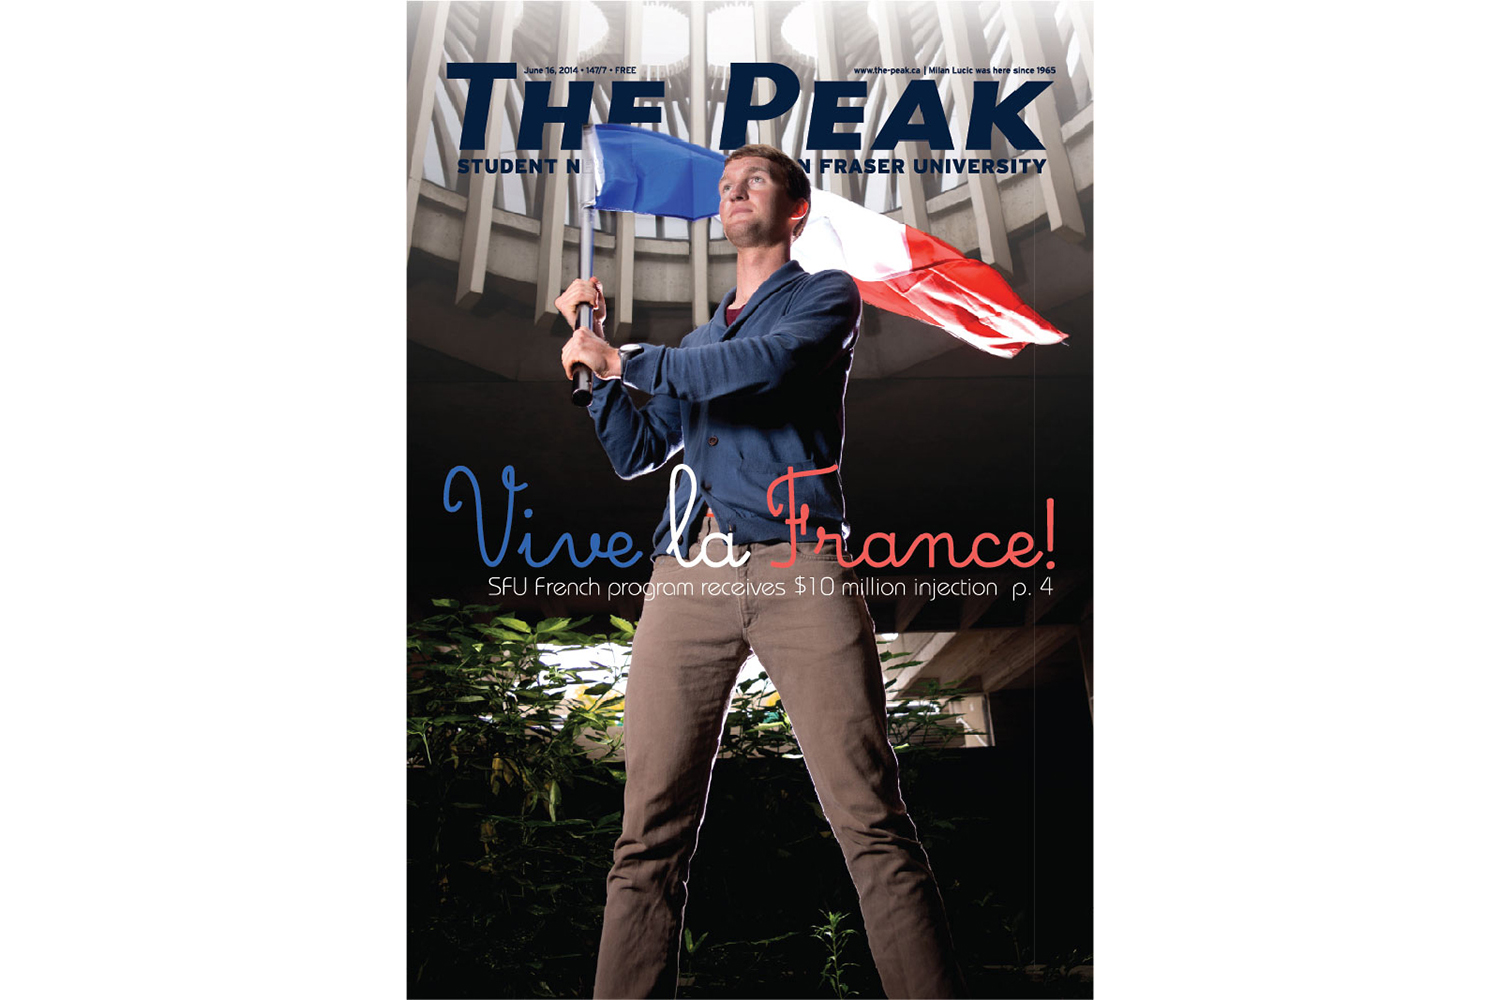 June 16, 2014 • 147/7 • FREE
www.the-peak.ca | Milan Lucic was here since 1965
THE PEAK
STUDENT N N FRASER UNIVERSITY
Vive la France!
SFU French program receives $10 million injection p. 4